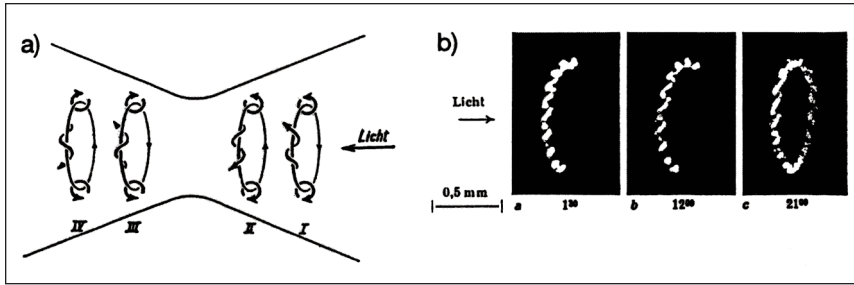 a)
Licht
IV III II I
b)
Licht
0,5 mm
a 1³⁰ b 12⁰⁰ c 21⁰⁰